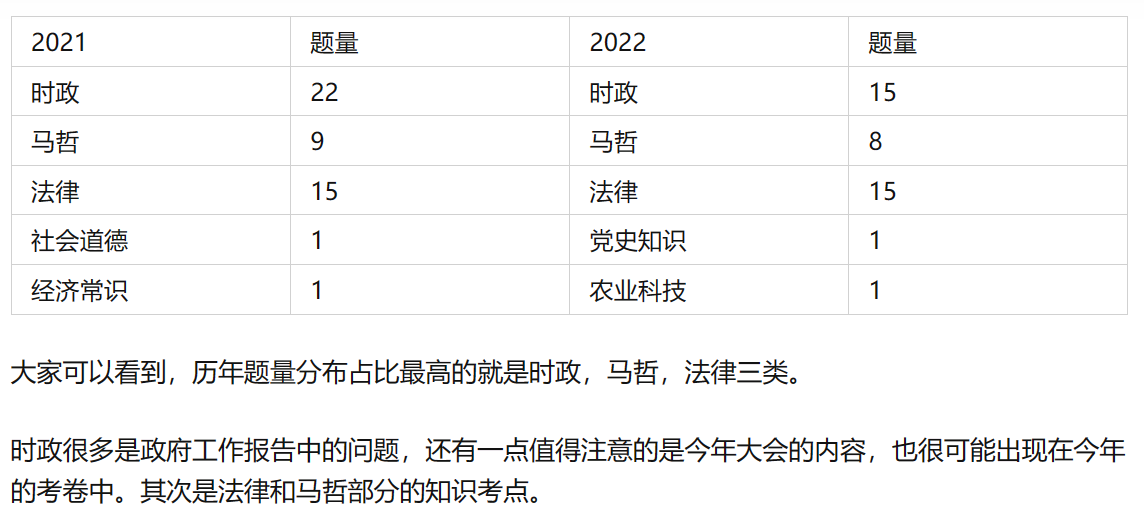 2021 题量 2022 题量
时政 22 时政 15
马哲 9 马哲 8
法律 15 法律 15
社会道德 1 党史知识 1
经济常识 1 农业科技 1
大家可以看到，历年题量分布占比最高的就是时政，马哲，法律三类。
时政很多是政府工作报告中的问题，还有一点值得注意的是今年大会的内容，也很可能出现在今年
的考卷中。其次是法律和马哲部分的知识考点。